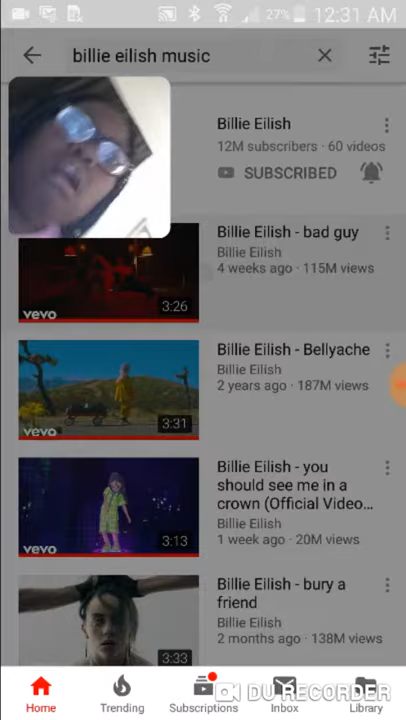 27% 12:31 AM
billie eilish music
Billie Eilish
12M subscribers · 60 videos
SUBSCRIBED
Billie Eilish - bad guy
Billie Eilish
4 weeks ago · 115M views
vevo
3:26
Billie Eilish - Bellyache
Billie Eilish
2 years ago · 187M views
vevo
3:31
Billie Eilish - you
should see me in a
crown (Official Video...
Billie Eilish
1 week ago · 20M views
vevo
3:13
Billie Eilish - bury a
friend
Billie Eilish
2 months ago · 138M views
3:33
DU RECORDER
Home Trending Subscriptions Inbox Library